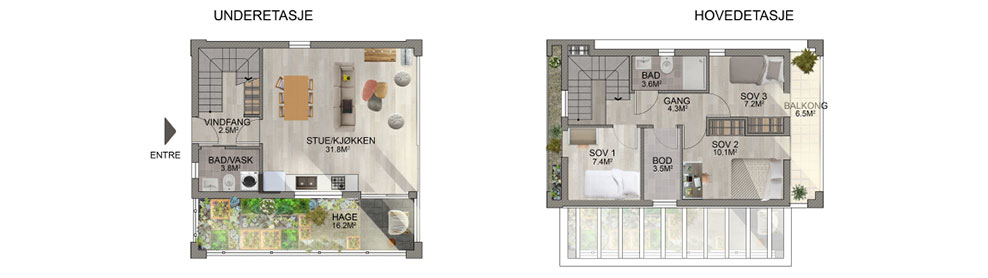 UNDERETASJE
VINDFANG
2.5M²
ENTRE
BAD/VASK
3.8M²
STUE/KJØKKEN
31.8M²
HAGE
16.2M²
HOVEDETASJE
BAD
3.6M²
GANG
4.3M²
SOV 3
7.2M²
BALKONG
6.5M²
SOV 1
7.4M²
BOD
3.5M²
SOV 2
10.1M²